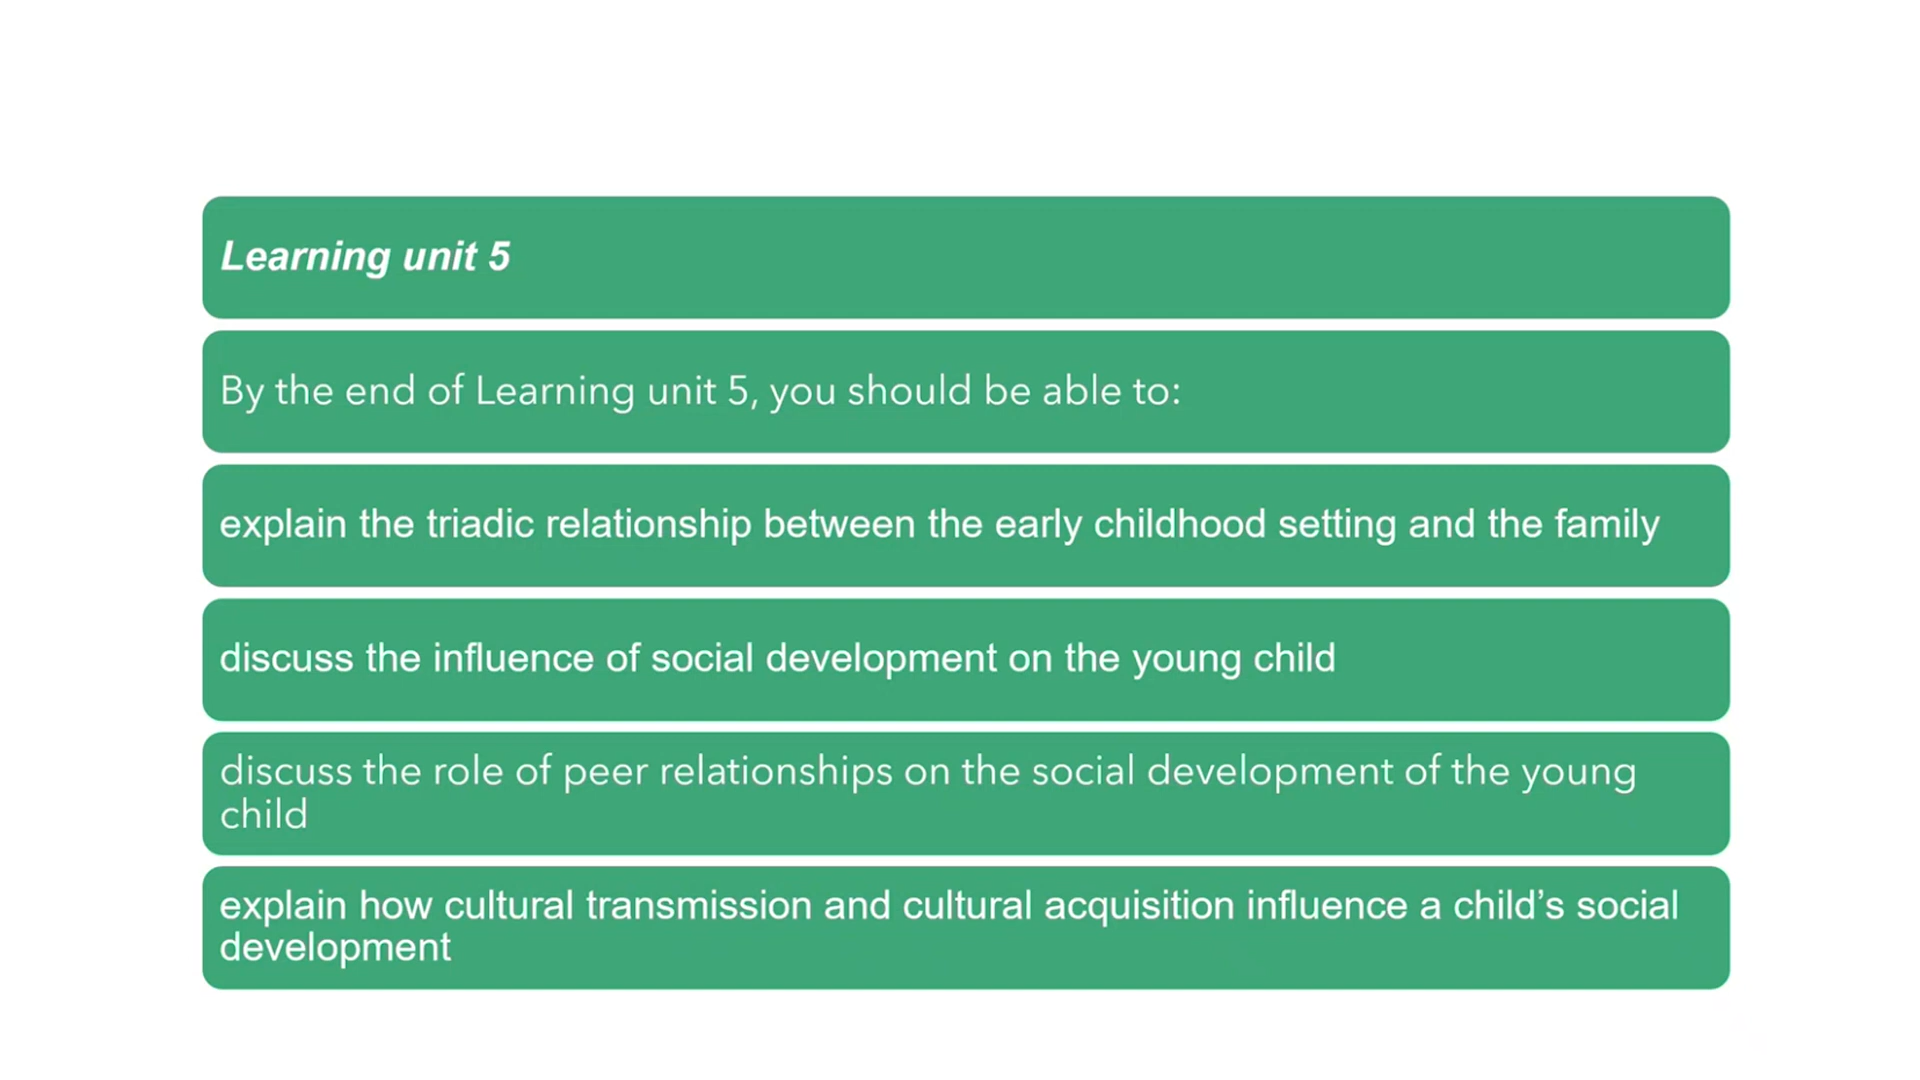 Learning unit 5
By the end of Learning unit 5, you should be able to:
explain the triadic relationship between the early childhood setting and the family
discuss the influence of social development on the young child
discuss the role of peer relationships on the social development of the young
child
explain how cultural transmission and cultural acquisition influence a child’s social
development